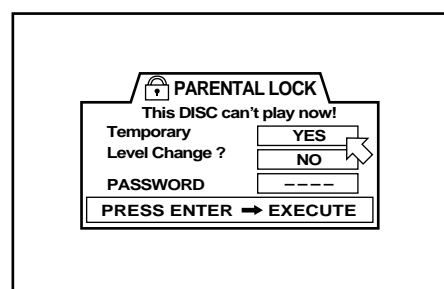 PARENTAL LOCK
This DISC can't play now!
Temporary YES
Level Change ? NO
PASSWORD – – – –
PRESS ENTER ➞ EXECUTE